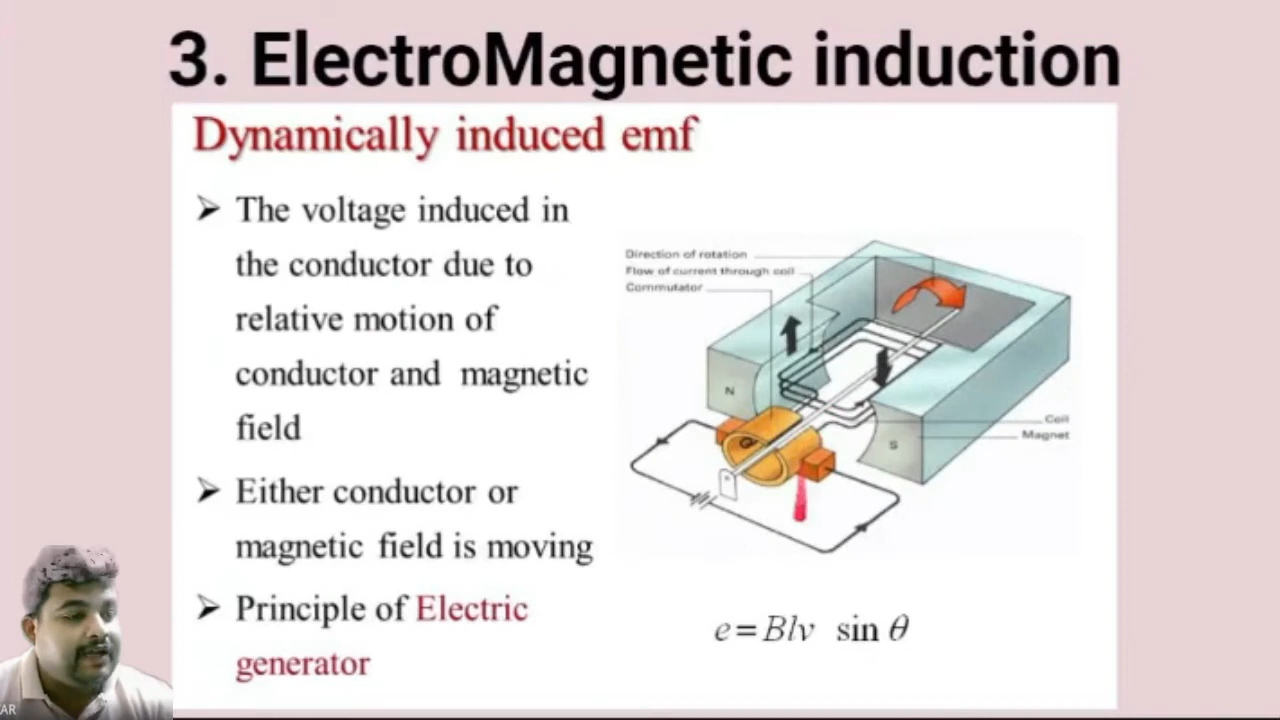 3. ElectroMagnetic induction
Dynamically induced emf
➢ The voltage induced in
the conductor due to
relative motion of
conductor and magnetic
field
➢ Either conductor or
magnetic field is moving
➢ Principle of Electric
generator
Direction of rotation
Flow of current through coil
Commutator
N
S
Coil
Magnet
e=Blv sin θ
AR